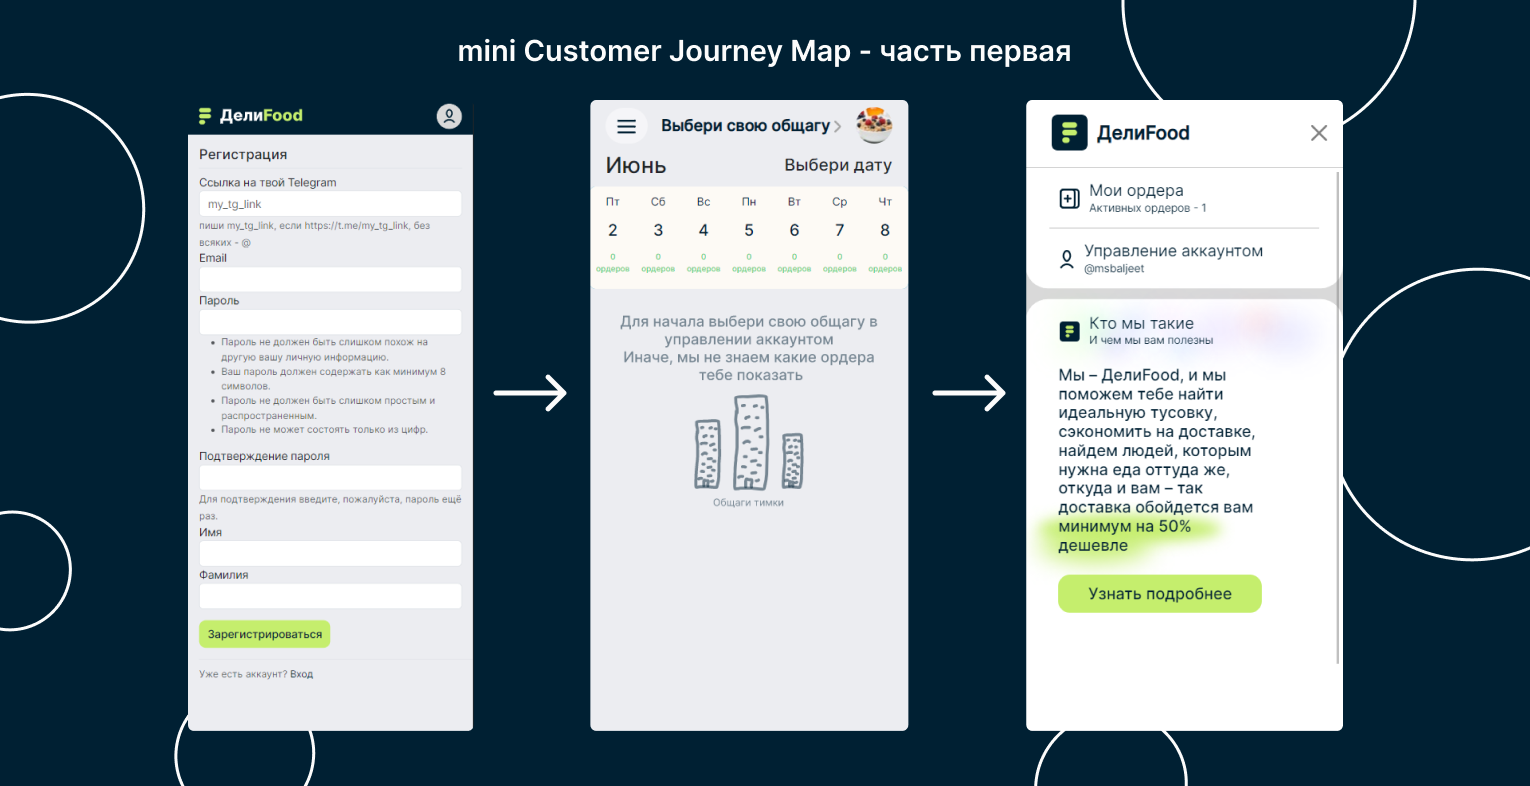 mini Customer Journey Map - часть первая
ДелиFood
Регистрация
Ссылка на твой Telegram
my_tg_link
пиши my_tg_link, если https://t.me/my_tg_link, без
всяких - @
Email
Пароль
Пароль не должен быть слишком похож на
другую вашу личную информацию.
Ваш пароль должен содержать как минимум 8
символов.
Пароль не должен быть слишком простым и
распространенным.
Пароль не может состоять только из цифр.
Подтверждение пароля
Для подтверждения введите, пожалуйста, пароль ещё
раз.
Имя
Фамилия
Зарегистрироваться
Уже есть аккаунт? Вход
Выбери свою общагу
Июнь Выбери дату
Пт Сб Вс Пн Вт Ср Чт
2 3 4 5 6 7 8
0 0 0 0 0 0 0
ордеров ордеров ордеров ордеров ордеров ордеров ордеров
Для начала выбери свою общагу в
управлении аккаунтом
Иначе, мы не знаем какие ордера
тебе показать
Общаги тимки
ДелиFood
Мои ордера
Активных ордеров - 1
Управление аккаунтом
@msbaljeet
Кто мы такие
И чем мы вам полезны
Мы – ДелиFood, и мы
поможем тебе найти
идеальную тусовку,
сэкономить на доставке,
найдем людей, которым
нужна еда оттуда же,
откуда и вам – так
доставка обойдется вам
минимум на 50%
дешевле
Узнать подробнее